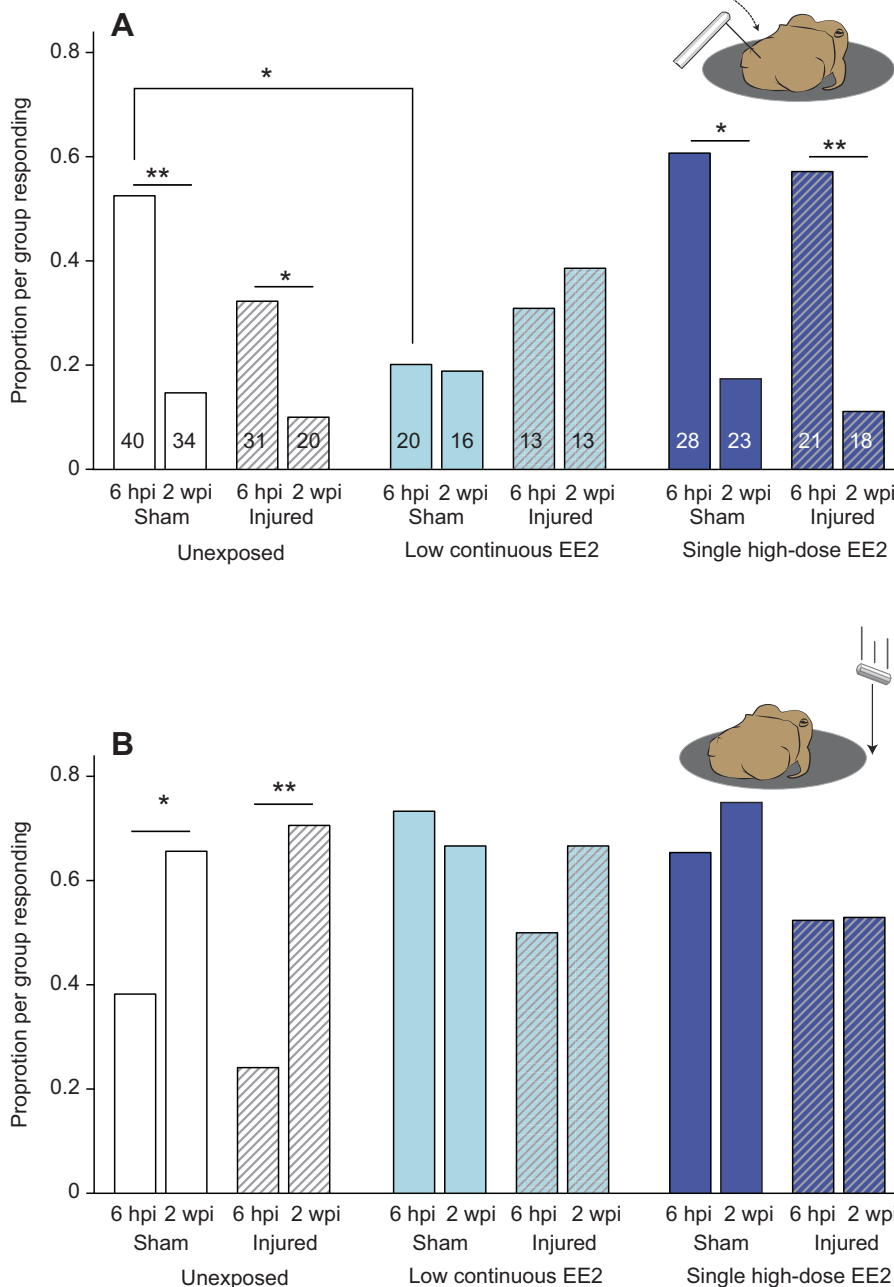 A
0.8
0.6
0.4
0.2
0
Proportion per group responding
*
**
*
*
**
40 34 31 20 20 16 13 13 28 23 21 18
6 hpi 2 wpi 6 hpi 2 wpi 6 hpi 2 wpi 6 hpi 2 wpi 6 hpi 2 wpi 6 hpi 2 wpi
Sham Injured Sham Injured Sham Injured
Unexposed Low continuous EE2 Single high-dose EE2
B
0.8
0.6
0.4
0.2
0
Proprotion per group responding
*
**
6 hpi 2 wpi 6 hpi 2 wpi 6 hpi 2 wpi 6 hpi 2 wpi 6 hpi 2 wpi 6 hpi 2 wpi
Sham Injured Sham Injured Sham Injured
Unexposed Low continuous EE2 Single high-dose EE2